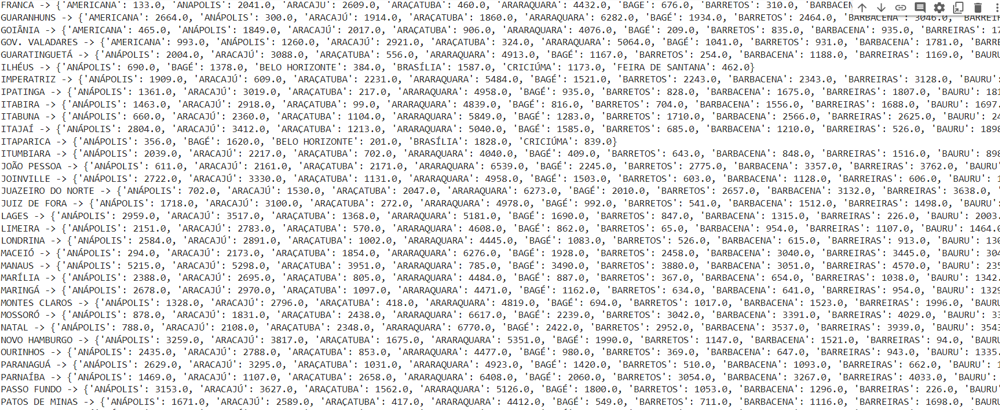 FRANCA -> {'AMERICANA': 133.0, 'ANÁPOLIS': 2041.0, 'ARACAJÚ': 2609.0, 'ARAÇATUBA': 460.0, 'ARARAQUARA': 4432.0, 'BAGÉ': 676.0, 'BARRETOS': 310.0, 'BARBACEN
GUARANHUNS -> {'AMERICANA': 2664.0, 'ANÁPOLIS': 300.0, 'ARACAJÚ': 1914.0, 'ARAÇATUBA': 1860.0, 'ARARAQUARA': 6282.0, 'BAGÉ': 1934.0, 'BARRETOS': 2464.0, 'BARBACENA': 3046.0, 'BARREIR
GOIÂNIA -> {'AMERICANA': 465.0, 'ANÁPOLIS': 1849.0, 'ARACAJÚ': 2017.0, 'ARAÇATUBA': 906.0, 'ARARAQUARA': 4076.0, 'BAGÉ': 209.0, 'BARRETOS': 835.0, 'BARBACENA': 935.0, 'BARREIRAS': 17
GOV. VALADARES -> {'AMERICANA': 993.0, 'ANÁPOLIS': 1260.0, 'ARACAJÚ': 2921.0, 'ARAÇATUBA': 324.0, 'ARARAQUARA': 5064.0, 'BAGÉ': 1041.0, 'BARRETOS': 931.0, 'BARBACENA': 1781.0, 'BARRE
GUARATINGUETÁ -> {'ANÁPOLIS': 2004.0, 'ARACAJÚ': 3088.0, 'ARAÇATUBA': 556.0, 'ARARAQUARA': 4913.0, 'BAGÉ': 1167.0, 'BARRETOS': 254.0, 'BARBACENA': 1188.0, 'BARREIRAS': 1169.0, 'BAURU
ILHÉUS -> {'ANÁPOLIS': 690.0, 'BAGÉ': 1378.0, 'BELO HORIZONTE': 384.0, 'BRASÍLIA': 1587.0, 'CRICIÚMA': 1173.0, 'FEIRA DE SANTANA': 462.0}
IMPERATRIZ -> {'ANÁPOLIS': 1909.0, 'ARACAJÚ': 609.0, 'ARAÇATUBA': 2231.0, 'ARARAQUARA': 5484.0, 'BAGÉ': 1521.0, 'BARRETOS': 2243.0, 'BARBACENA': 2343.0, 'BARREIRAS': 3128.0, 'BAURU'
IPATINGA -> {'ANÁPOLIS': 1361.0, 'ARACAJÚ': 3019.0, 'ARAÇATUBA': 217.0, 'ARARAQUARA': 4958.0, 'BAGÉ': 935.0, 'BARRETOS': 828.0, 'BARBACENA': 1675.0, 'BARREIRAS': 1807.0, 'BAURU': 181
ITABIRA -> {'ANÁPOLIS': 1463.0, 'ARACAJÚ': 2918.0, 'ARAÇATUBA': 99.0, 'ARARAQUARA': 4839.0, 'BAGÉ': 816.0, 'BARRETOS': 704.0, 'BARBACENA': 1556.0, 'BARREIRAS': 1688.0, 'BAURU': 1697.
ITABUNA -> {'ANÁPOLIS': 660.0, 'ARACAJÚ': 2360.0, 'ARAÇATUBA': 1104.0, 'ARARAQUARA': 5849.0, 'BAGÉ': 1283.0, 'BARRETOS': 1710.0, 'BARBACENA': 2566.0, 'BARREIRAS': 2625.0, 'BAURU': 24
ITAJAÍ -> {'ANÁPOLIS': 2804.0, 'ARACAJÚ': 3412.0, 'ARAÇATUBA': 1213.0, 'ARARAQUARA': 5040.0, 'BAGÉ': 1585.0, 'BARRETOS': 685.0, 'BARBACENA': 1210.0, 'BARREIRAS': 526.0, 'BAURU': 1898
ITAPARICA -> {'ANÁPOLIS': 356.0, 'BAGÉ': 1620.0, 'BELO HORIZONTE': 201.0, 'BRASÍLIA': 1828.0, 'CRICIÚMA': 839.0}
ITUMBIARA -> {'ANÁPOLIS': 2039.0, 'ARACAJÚ': 2217.0, 'ARAÇATUBA': 702.0, 'ARARAQUARA': 4040.0, 'BAGÉ': 409.0, 'BARRETOS': 643.0, 'BARBACENA': 848.0, 'BARREIRAS': 1516.0, 'BAURU': 898
JOÃO PESSOA -> {'ANÁPOLIS': 611.0, 'ARACAJÚ': 2161.0, 'ARAÇATUBA': 2171.0, 'ARARAQUARA': 6539.0, 'BAGÉ': 2245.0, 'BARRETOS': 2775.0, 'BARBACENA': 3357.0, 'BARREIRAS': 3762.0, 'BAURU'
JOINVILLE -> {'ANÁPOLIS': 2722.0, 'ARACAJÚ': 3330.0, 'ARAÇATUBA': 1131.0, 'ARARAQUARA': 4958.0, 'BAGÉ': 1503.0, 'BARRETOS': 603.0, 'BARBACENA': 1128.0, 'BARREIRAS': 606.0, 'BAURU': 1
JUAZEIRO DO NORTE -> {'ANÁPOLIS': 702.0, 'ARACAJÚ': 1530.0, 'ARAÇATUBA': 2047.0, 'ARARAQUARA': 6273.0, 'BAGÉ': 2010.0, 'BARRETOS': 2657.0, 'BARBACENA': 3132.0, 'BARREIRAS': 3638.0, '
JUIZ DE FORA -> {'ANÁPOLIS': 1718.0, 'ARACAJÚ': 3100.0, 'ARAÇATUBA': 272.0, 'ARARAQUARA': 4978.0, 'BAGÉ': 992.0, 'BARRETOS': 541.0, 'BARBACENA': 1512.0, 'BARREIRAS': 1498.0, 'BAURU':
LAGES -> {'ANÁPOLIS': 2959.0, 'ARACAJÚ': 3517.0, 'ARAÇATUBA': 1368.0, 'ARARAQUARA': 5181.0, 'BAGÉ': 1690.0, 'BARRETOS': 847.0, 'BARBACENA': 1315.0, 'BARREIRAS': 226.0, 'BAURU': 2003.
LIMEIRA -> {'ANÁPOLIS': 2151.0, 'ARACAJÚ': 2783.0, 'ARAÇATUBA': 570.0, 'ARARAQUARA': 4608.0, 'BAGÉ': 862.0, 'BARRETOS': 65.0, 'BARBACENA': 954.0, 'BARREIRAS': 1107.0, 'BAURU': 1464.0
LONDRINA -> {'ANÁPOLIS': 2584.0, 'ARACAJÚ': 2891.0, 'ARAÇATUBA': 1002.0, 'ARARAQUARA': 4445.0, 'BAGÉ': 1083.0, 'BARRETOS': 526.0, 'BARBACENA': 615.0, 'BARREIRAS': 913.0, 'BAURU': 130
MACEIÓ -> {'ANÁPOLIS': 294.0, 'ARACAJÚ': 2173.0, 'ARAÇATUBA': 1854.0, 'ARARAQUARA': 6276.0, 'BAGÉ': 1928.0, 'BARRETOS': 2458.0, 'BARBACENA': 3040.0, 'BARREIRAS': 3445.0, 'BAURU': 304
MANAUS -> {'ANÁPOLIS': 5215.0, 'ARACAJÚ': 5298.0, 'ARAÇATUBA': 3951.0, 'ARARAQUARA': 785.0, 'BAGÉ': 3490.0, 'BARRETOS': 3880.0, 'BARBACENA': 3051.0, 'BARREIRAS': 4570.0, 'BAURU': 235
MARÍLIA -> {'ANÁPOLIS': 2388.0, 'ARACAJÚ': 2695.0, 'ARAÇATUBA': 805.0, 'ARARAQUARA': 4484.0, 'BAGÉ': 887.0, 'BARRETOS': 367.0, 'BARBACENA': 654.0, 'BARREIRAS': 1038.0, 'BAURU': 1342.
MARINGÁ -> {'ANÁPOLIS': 2678.0, 'ARACAJÚ': 2970.0, 'ARAÇATUBA': 1097.0, 'ARARAQUARA': 4471.0, 'BAGÉ': 1162.0, 'BARRETOS': 634.0, 'BARBACENA': 641.0, 'BARREIRAS': 954.0, 'BAURU': 1329
MONTES CLAROS -> {'ANÁPOLIS': 1328.0, 'ARACAJÚ': 2796.0, 'ARAÇATUBA': 418.0, 'ARARAQUARA': 4819.0, 'BAGÉ': 694.0, 'BARRETOS': 1017.0, 'BARBACENA': 1523.0, 'BARREIRAS': 1996.0, 'BAURU
MOSSORÓ -> {'ANÁPOLIS': 878.0, 'ARACAJÚ': 1831.0, 'ARAÇATUBA': 2438.0, 'ARARAQUARA': 6617.0, 'BAGÉ': 2239.0, 'BARRETOS': 3042.0, 'BARBACENA': 3391.0, 'BARREIRAS': 4029.0, 'BAURU': 33
NATAL -> {'ANÁPOLIS': 788.0, 'ARACAJÚ': 2108.0, 'ARAÇATUBA': 2348.0, 'ARARAQUARA': 6770.0, 'BAGÉ': 2422.0, 'BARRETOS': 2952.0, 'BARBACENA': 3537.0, 'BARREIRAS': 3939.0, 'BAURU': 3543
NOVO HAMBURGO -> {'ANÁPOLIS': 3259.0, 'ARACAJÚ': 3817.0, 'ARAÇATUBA': 1675.0, 'ARARAQUARA': 5351.0, 'BAGÉ': 1990.0, 'BARRETOS': 1147.0, 'BARBACENA': 1521.0, 'BARREIRAS': 94.0, 'BAURU
OURINHOS -> {'ANÁPOLIS': 2435.0, 'ARACAJÚ': 2788.0, 'ARAÇATUBA': 853.0, 'ARARAQUARA': 4477.0, 'BAGÉ': 980.0, 'BARRETOS': 369.0, 'BARBACENA': 647.0, 'BARREIRAS': 943.0, 'BAURU': 1335.
PARANAGUÁ -> {'ANÁPOLIS': 2629.0, 'ARACAJÚ': 3295.0, 'ARAÇATUBA': 1031.0, 'ARARAQUARA': 4923.0, 'BAGÉ': 1420.0, 'BARRETOS': 510.0, 'BARBACENA': 1093.0, 'BARREIRAS': 662.0, 'BAURU': 1
PARNAÍBA -> {'ANÁPOLIS': 1469.0, 'ARACAJÚ': 1107.0, 'ARAÇATUBA': 2658.0, 'ARARAQUARA': 6408.0, 'BAGÉ': 2060.0, 'BARRETOS': 3054.0, 'BARBACENA': 3267.0, 'BARREIRAS': 4033.0, 'BAURU':
PASSO FUNDO -> {'ANÁPOLIS': 3153.0, 'ARACAJÚ': 3627.0, 'ARAÇATUBA': 1562.0, 'ARARAQUARA': 5126.0, 'BAGÉ': 1800.0, 'BARRETOS': 1053.0, 'BARBACENA': 1296.0, 'BARREIRAS': 226.0, 'BAURU'
PATOS DE MINAS -> {'ANÁPOLIS': 1671.0, 'ARACAJÚ': 2589.0, 'ARAÇATUBA': 417.0, 'ARARAQUARA': 4412.0, 'BAGÉ': 549.0, 'BARRETOS': 711.0, 'BARBACENA': 1116.0, 'BARREIRAS': 1698.0, 'BAURU